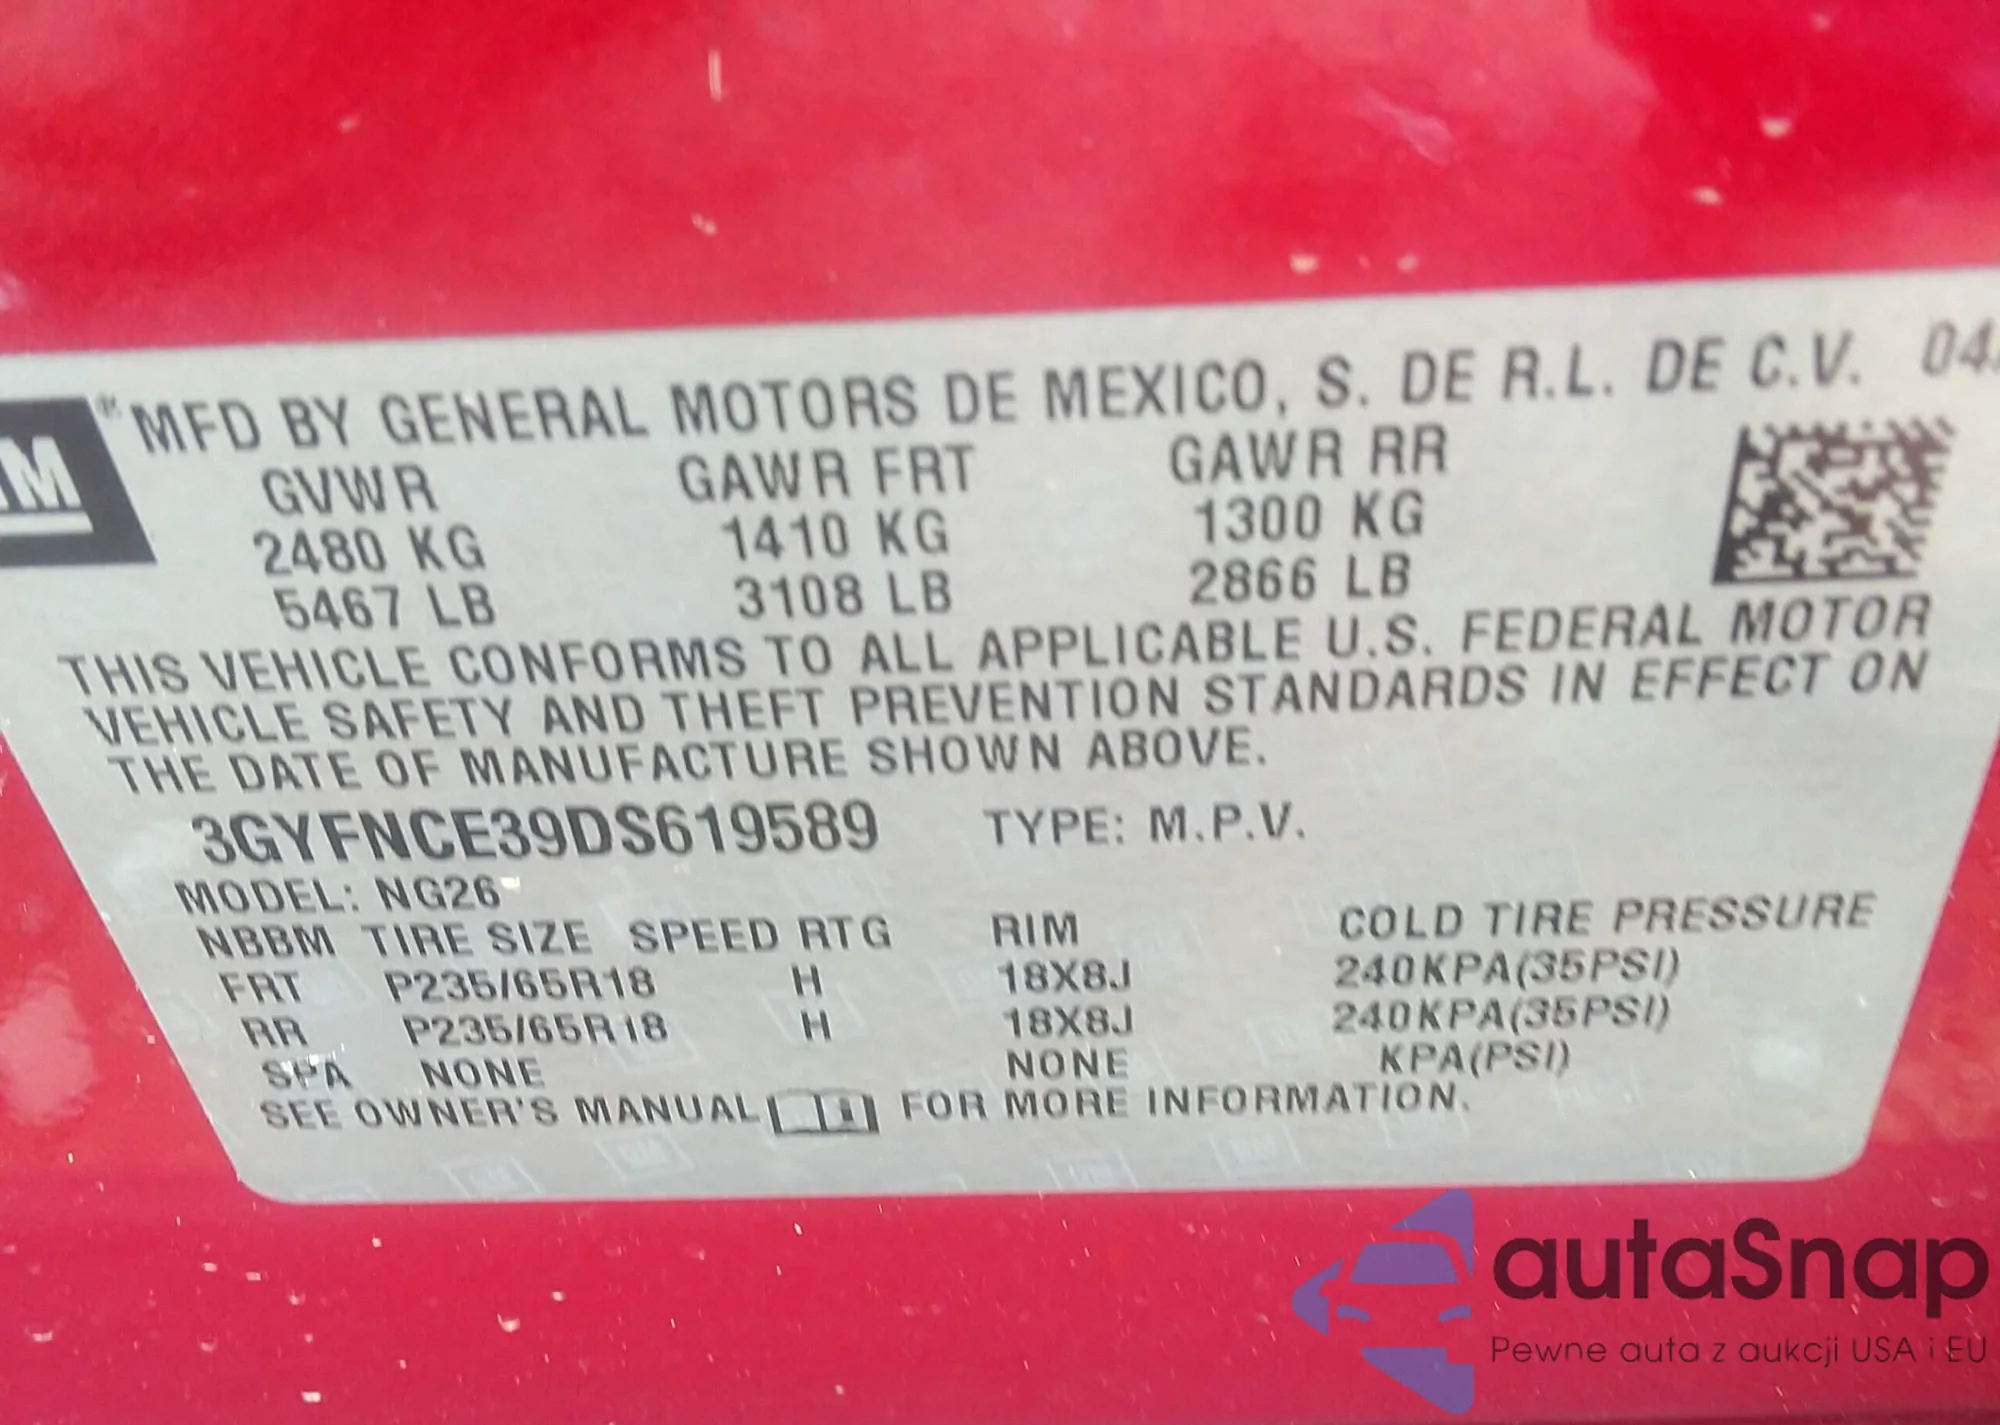 GM
MFD BY GENERAL MOTORS DE MEXICO, S. DE R.L. DE C.V. 04
GVWR GAWR FRT GAWR RR
2480 KG 1410 KG 1300 KG
5467 LB 3108 LB 2866 LB
THIS VEHICLE CONFORMS TO ALL APPLICABLE U.S. FEDERAL MOTOR
VEHICLE SAFETY AND THEFT PREVENTION STANDARDS IN EFFECT ON
THE DATE OF MANUFACTURE SHOWN ABOVE.
3GYFNCE39DS619589 TYPE: M.P.V.
MODEL: NG26
NBBM TIRE SIZE SPEED RTG RIM COLD TIRE PRESSURE
FRT P235/65R18 H 18X8J 240KPA(35PSI)
RR P235/65R18 H 18X8J 240KPA(35PSI)
SPA NONE NONE KPA(PSI)
SEE OWNER'S MANUAL FOR MORE INFORMATION.
autaSnap
Pewne auta z aukcji USA i EU